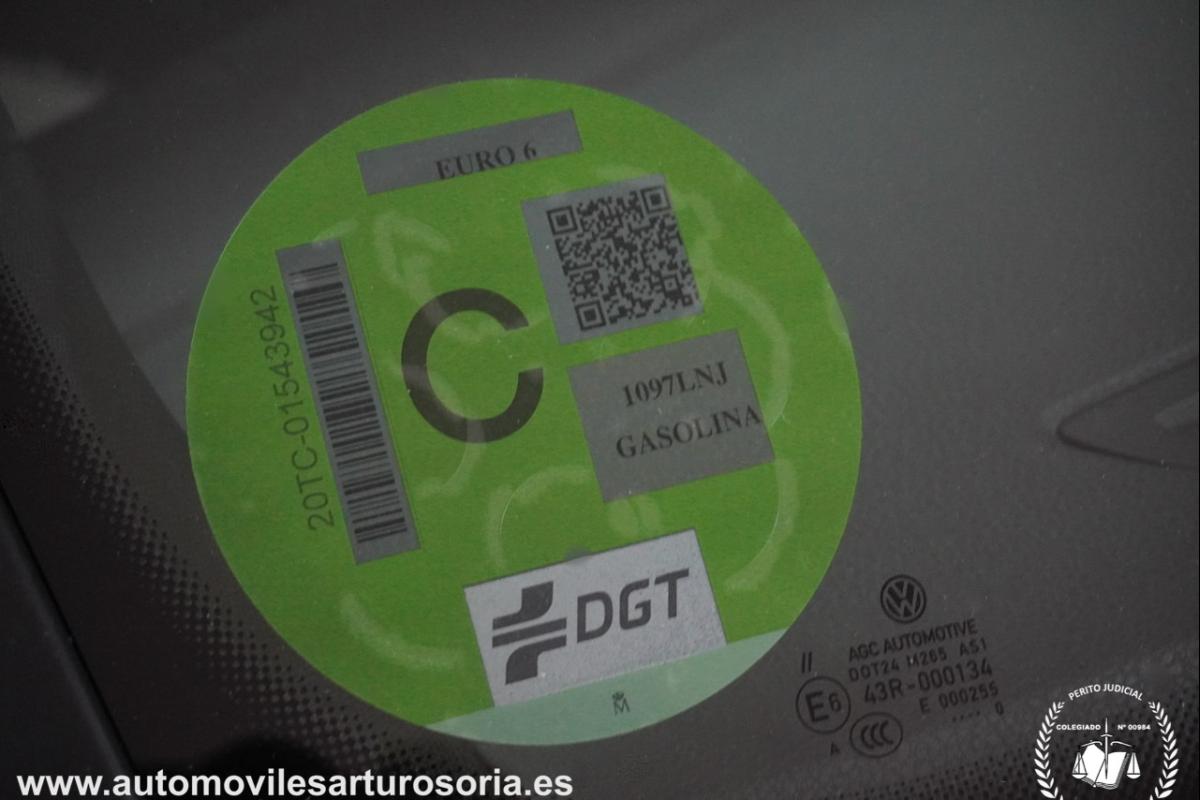 EURO 6
20TC-01543942
C
1097LNJ
GASOLINA
DGT
M
AGC AUTOMOTIVE
DOT24 M265 AS1
43R-000134
E6
E 000255
A
CCC
0
PERITO JUDICIAL
COLEGIADO Nº 00984
www.automovilesarturosoria.es